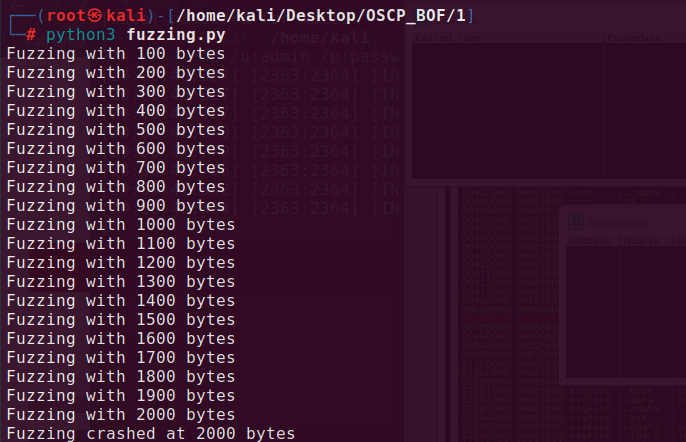 ┌──(root㉿kali)-[/home/kali/Desktop/OSCP_BOF/1]
└─# python3 fuzzing.py
Fuzzing with 100 bytes
Fuzzing with 200 bytes
Fuzzing with 300 bytes
Fuzzing with 400 bytes
Fuzzing with 500 bytes
Fuzzing with 600 bytes
Fuzzing with 700 bytes
Fuzzing with 800 bytes
Fuzzing with 900 bytes
Fuzzing with 1000 bytes
Fuzzing with 1100 bytes
Fuzzing with 1200 bytes
Fuzzing with 1300 bytes
Fuzzing with 1400 bytes
Fuzzing with 1500 bytes
Fuzzing with 1600 bytes
Fuzzing with 1700 bytes
Fuzzing with 1800 bytes
Fuzzing with 1900 bytes
Fuzzing with 2000 bytes
Fuzzing crashed at 2000 bytes